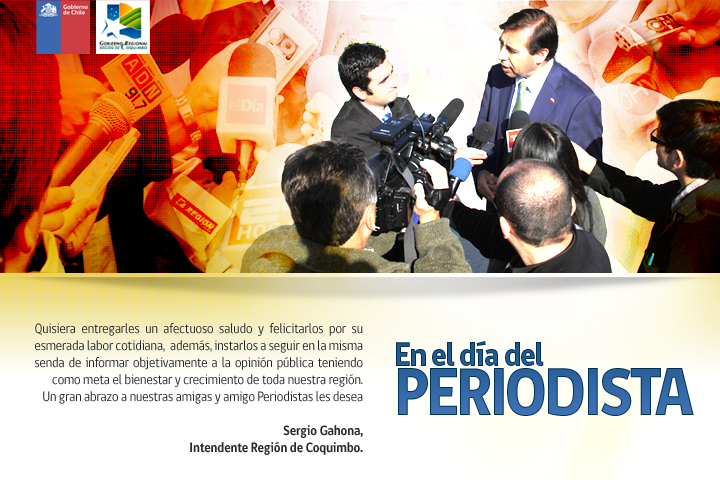 Gobierno
de Chile
GOBIERNO REGIONAL
REGIÓN DE COQUIMBO
ADN
91.7
elDía
LA REGION
HO
Quisiera entregarles un afectuoso saludo y felicitarlos por su
esmerada labor cotidiana, además, instarlos a seguir en la misma
senda de informar objetivamente a la opinión pública teniendo
como meta el bienestar y crecimiento de toda nuestra región.
Un gran abrazo a nuestras amigas y amigo Periodistas les desea
Sergio Gahona,
Intendente Región de Coquimbo.
En el día del
PERIODISTA